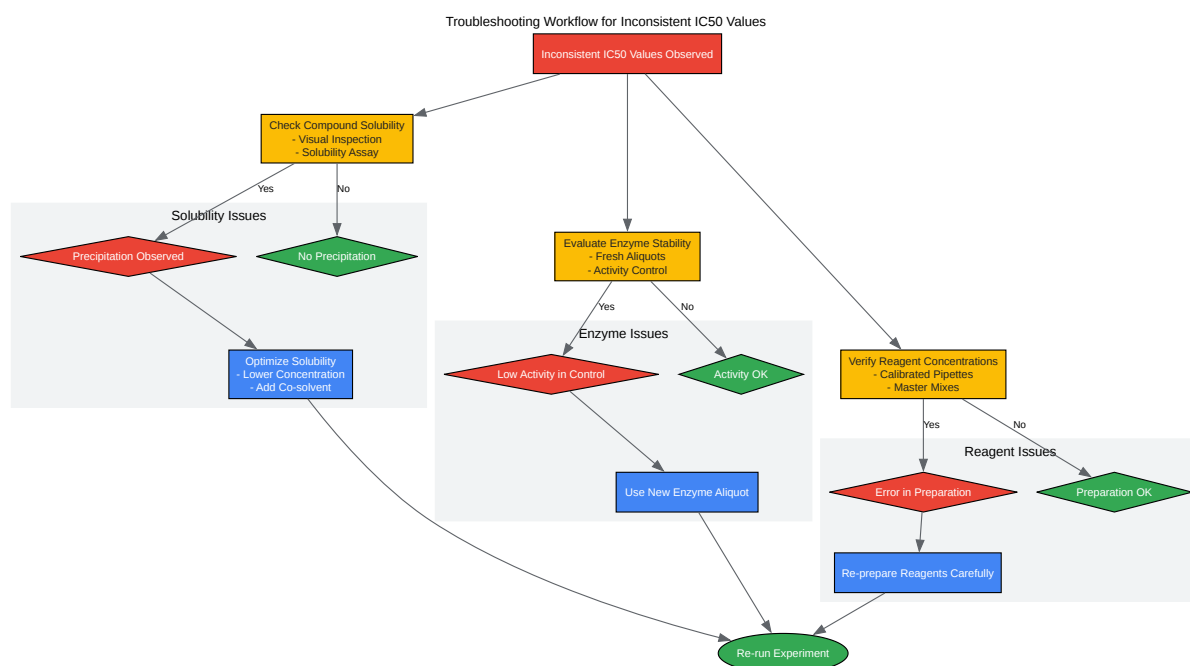 Troubleshooting Workflow for Inconsistent IC50 Values
Inconsistent IC50 Values Observed
Check Compound Solubility
- Visual Inspection
- Solubility Assay
Yes
No
Solubility Issues
Precipitation Observed
No Precipitation
Optimize Solubility
- Lower Concentration
- Add Co-solvent
Evaluate Enzyme Stability
- Fresh Aliquots
- Activity Control
Yes
No
Enzyme Issues
Low Activity in Control
Activity OK
Use New Enzyme Aliquot
Verify Reagent Concentrations
- Calibrated Pipettes
- Master Mixes
Yes
No
Reagent Issues
Error in Preparation
Preparation OK
Re-prepare Reagents Carefully
Re-run Experiment